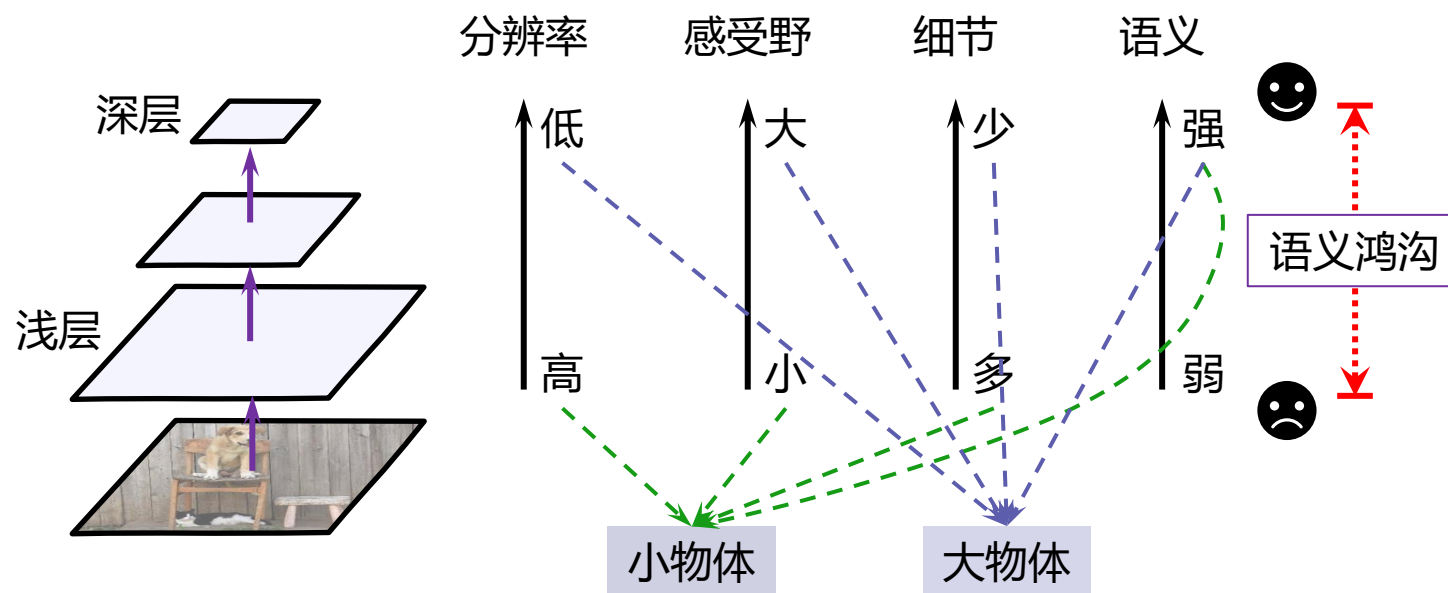 分辨率 感受野 细节 语义
深层
低 大 少 强
语义鸿沟
浅层
高 小 多 弱
小物体 大物体